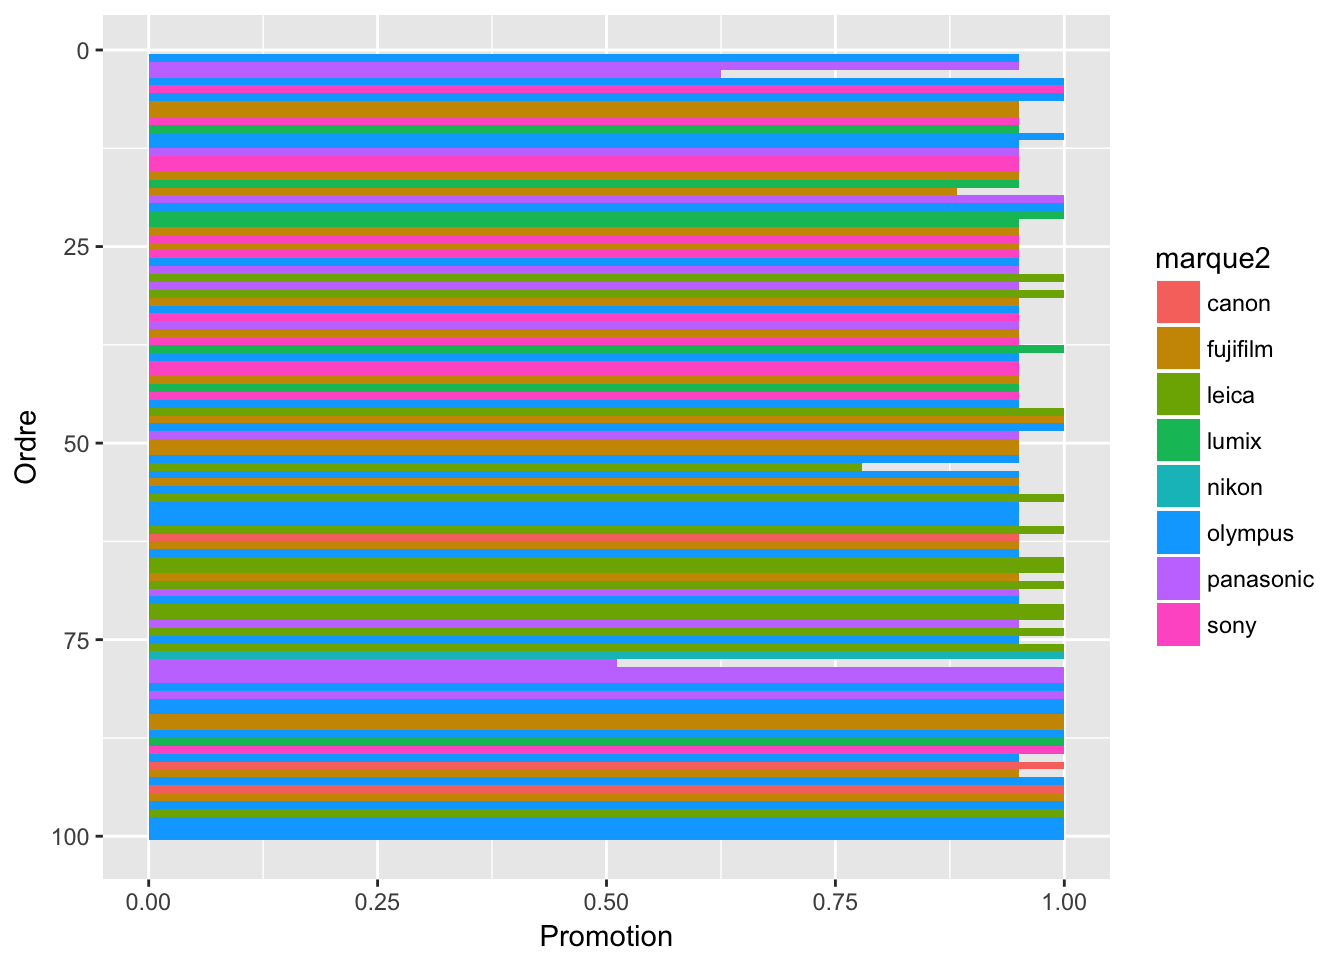 0
25
50
75
100
Ordre
0.00 0.25 0.50 0.75 1.00
Promotion
marque2
canon
fujifilm
leica
lumix
nikon
olympus
panasonic
sony